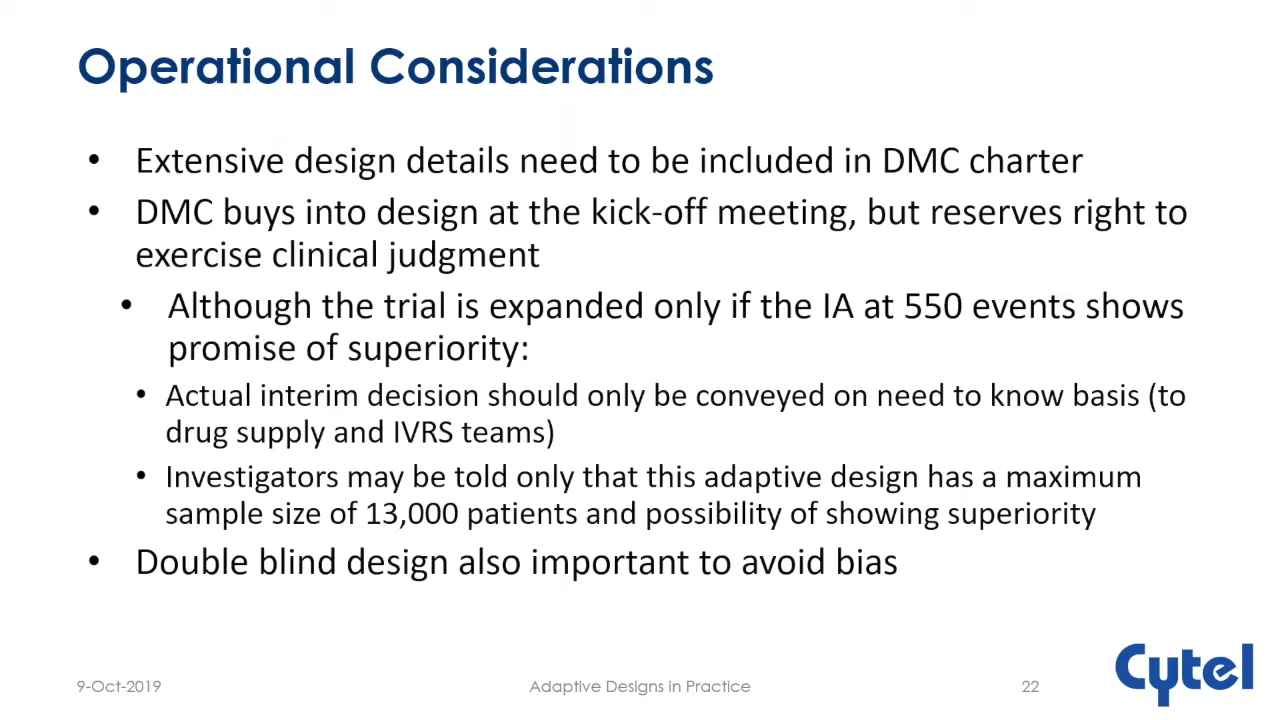 Operational Considerations
• Extensive design details need to be included in DMC charter
• DMC buys into design at the kick-off meeting, but reserves right to
exercise clinical judgment
• Although the trial is expanded only if the IA at 550 events shows
promise of superiority:
• Actual interim decision should only be conveyed on need to know basis (to
drug supply and IVRS teams)
• Investigators may be told only that this adaptive design has a maximum
sample size of 13,000 patients and possibility of showing superiority
• Double blind design also important to avoid bias
9-Oct-2019
Adaptive Designs in Practice
22
Cytel